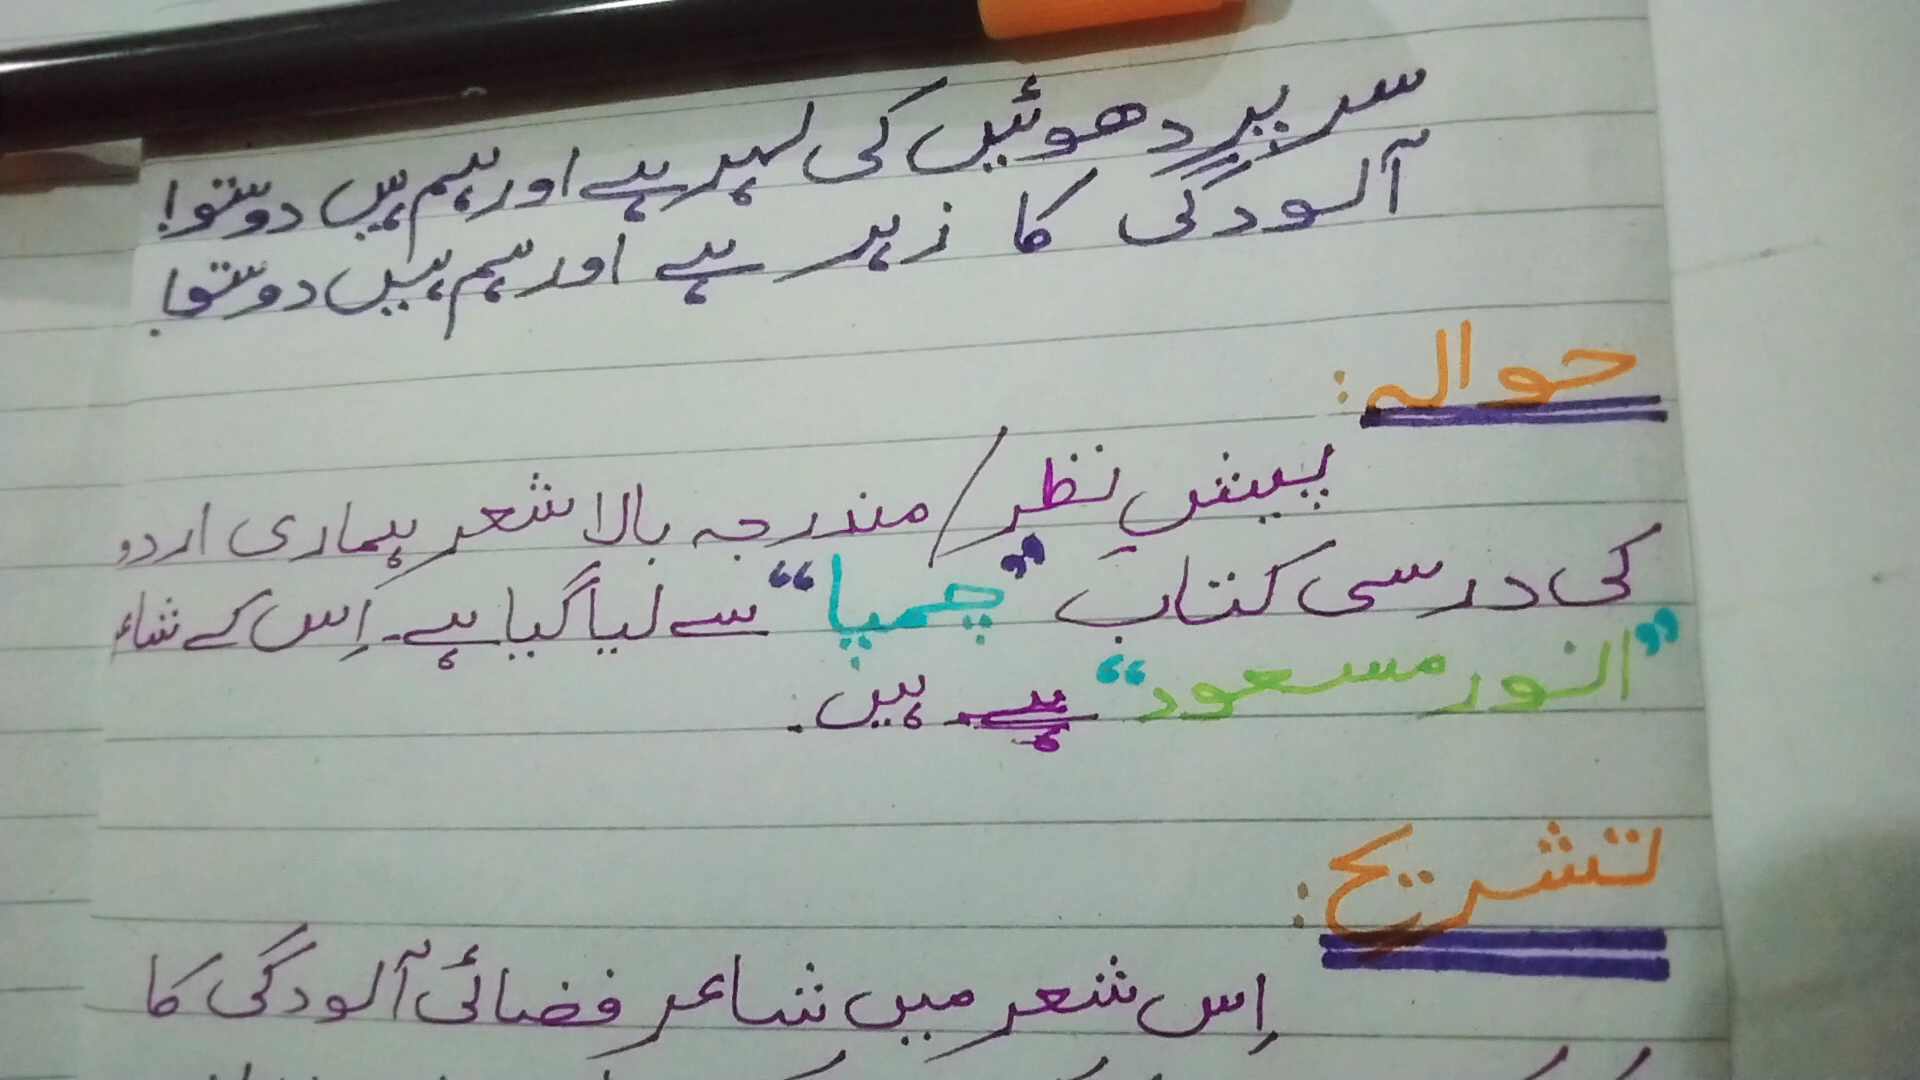 سر پر دھوئیں کی لہر ہے اور ہم ہیں دوستو!
آلودگی کا زہر ہے اور ہم ہیں دوستو!
حوالہ:
پیشِ نظر/مندرجہ بالا شعر ہماری اردو
کی درسی کتاب ”چمپا“ سے لیا گیا ہے۔ اِس کے شاء
”انور مسعود“ ہے ہیں۔
تشریح:
اِس شعر میں شاعر فضائی آلودگی کا